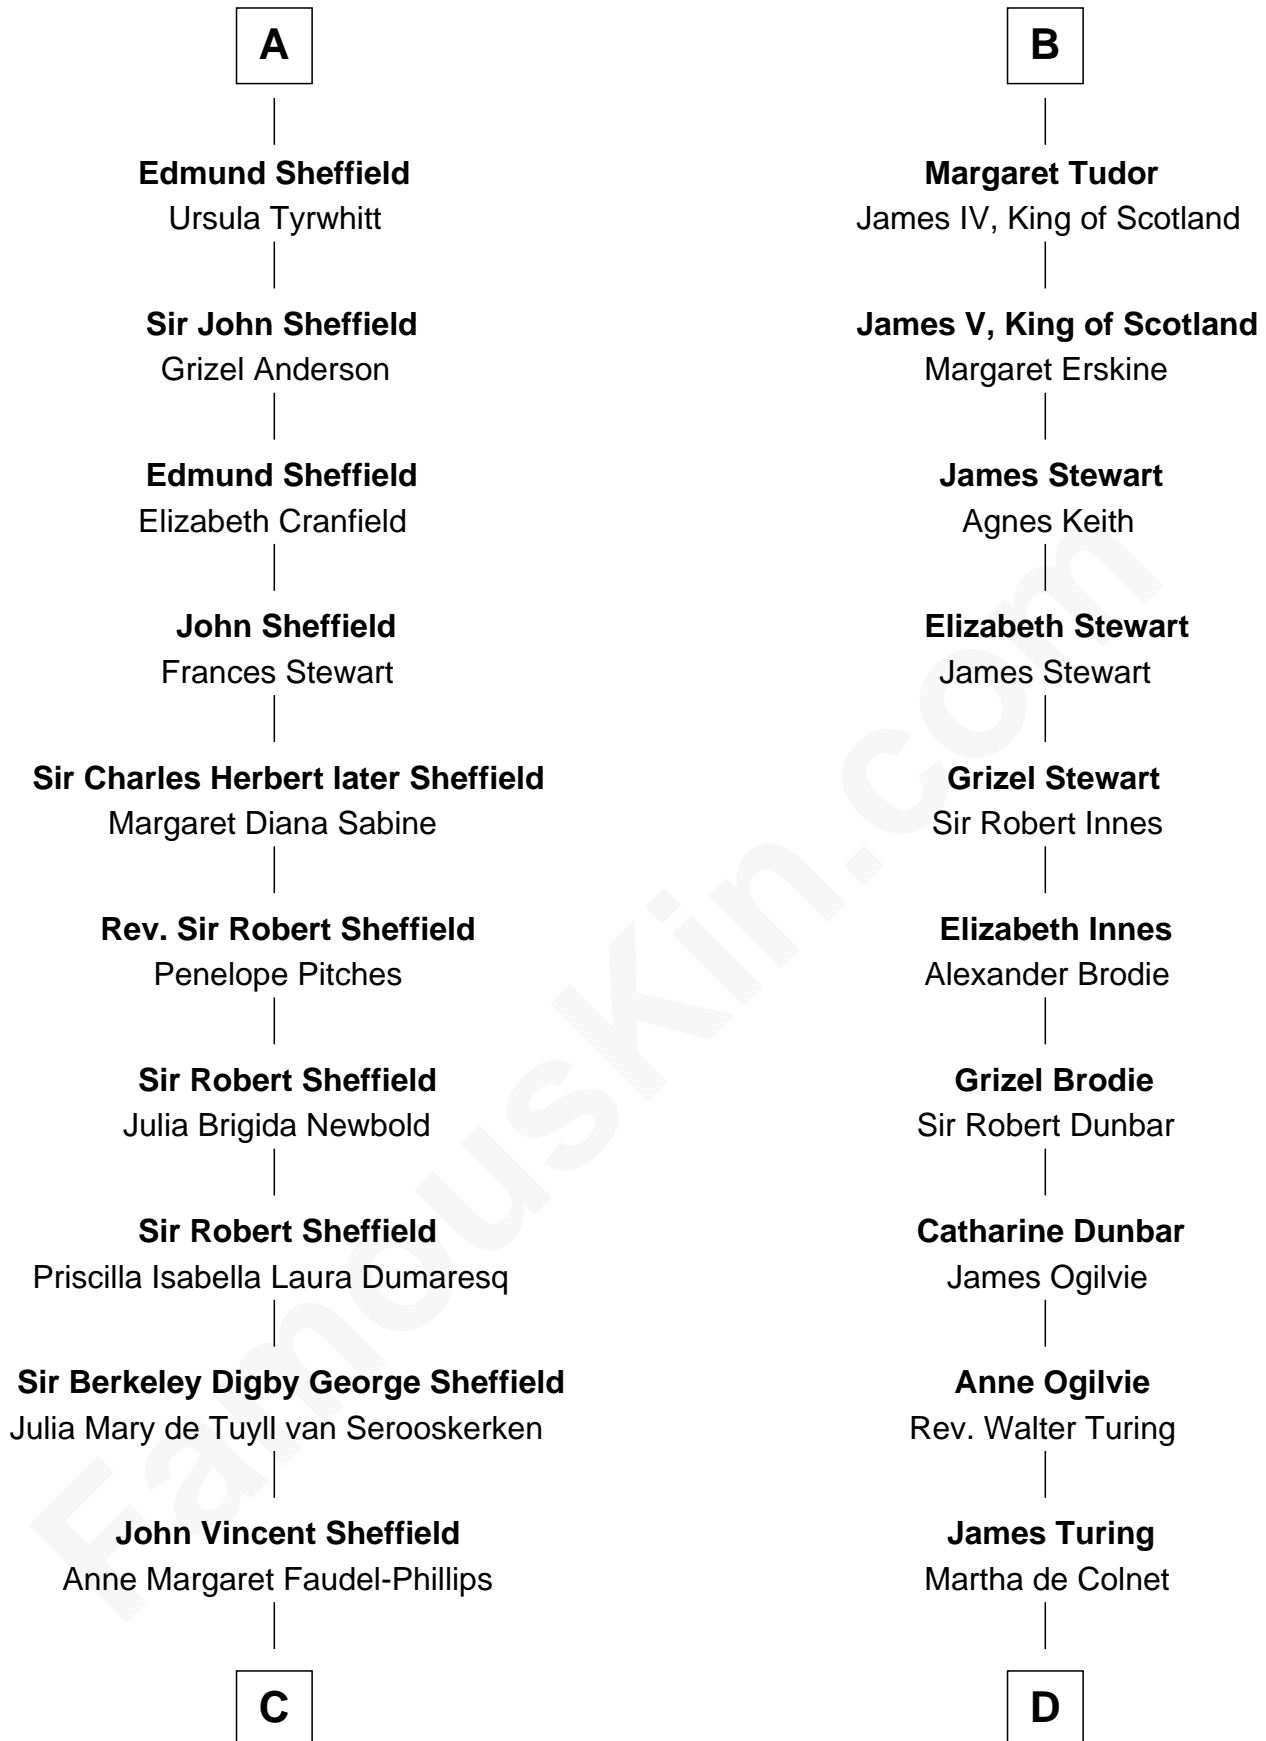 A
Edmund Sheffield
Ursula Tyrwhitt
Sir John Sheffield
Grizel Anderson
Edmund Sheffield
Elizabeth Cranfield
John Sheffield
Frances Stewart
Sir Charles Herbert later Sheffield
Margaret Diana Sabine
Rev. Sir Robert Sheffield
Penelope Pitches
Sir Robert Sheffield
Julia Brigida Newbold
Sir Robert Sheffield
Priscilla Isabella Laura Dumaresq
Sir Berkeley Digby George Sheffield
Julia Mary de Tuyll van Serooskerken
John Vincent Sheffield
Anne Margaret Faudel-Phillips
C
B
Margaret Tudor
James IV, King of Scotland
James V, King of Scotland
Margaret Erskine
James Stewart
Agnes Keith
Elizabeth Stewart
James Stewart
Grizel Stewart
Sir Robert Innes
Elizabeth Innes
Alexander Brodie
Grizel Brodie
Sir Robert Dunbar
Catharine Dunbar
James Ogilvie
Anne Ogilvie
Rev. Walter Turing
James Turing
Martha de Colnet
D
FamousKin.com